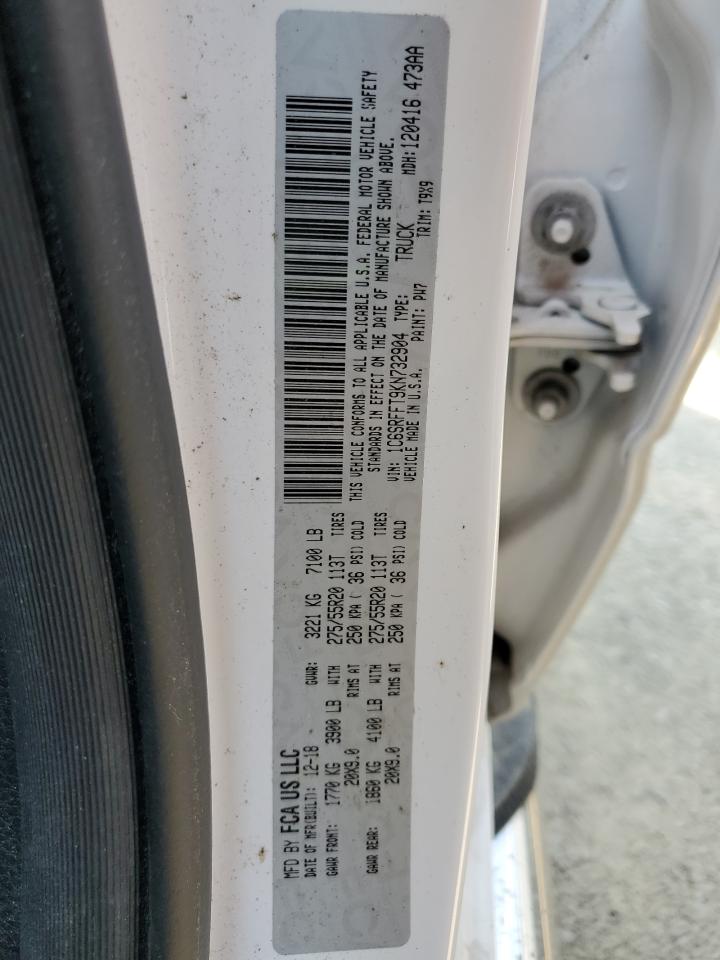 MFD BY FCA US LLC
DATE OF MFR(BUILT): 12-18 GVWR: 3221 KG 7100 LB
GAWR FRONT: 1770 KG 3900 LB WITH 275/55R20 113T TIRES
20X9.0 RIMS AT 250 KPA ( 36 PSI) COLD
GAWR REAR: 1860 KG 4100 LB WITH 275/55R20 113T TIRES
20X9.0 RIMS AT 250 KPA ( 36 PSI) COLD
THIS VEHICLE CONFORMS TO ALL APPLICABLE U.S.A. FEDERAL MOTOR VEHICLE SAFETY
STANDARDS IN EFFECT ON THE DATE OF MANUFACTURE SHOWN ABOVE.
VIN: 1C6SRFFT9KN732904 TYPE: TRUCK MDH:120416 473AA
VEHICLE MADE IN U.S.A. PAINT: PW7 TRIM: T9X9